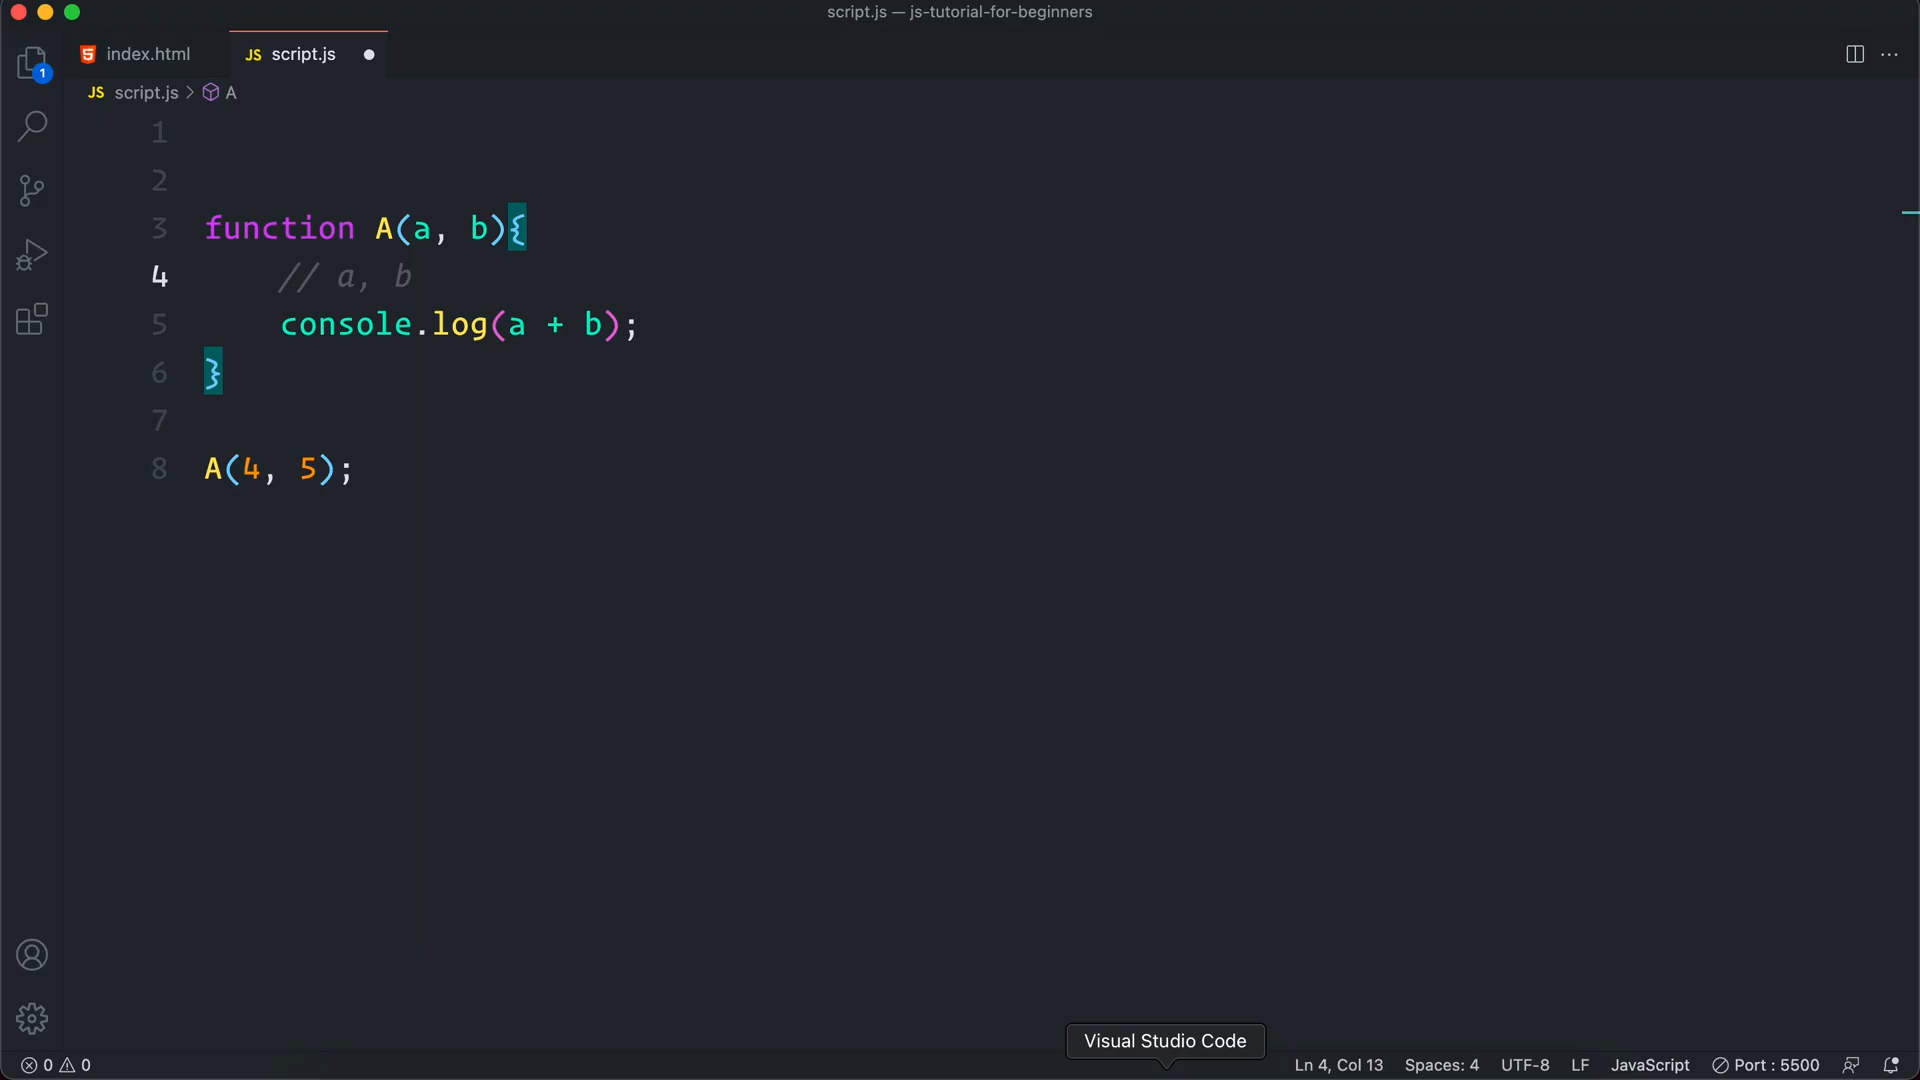 script.js — js-tutorial-for-beginners
index.html
JS script.js
JS script.js > A
1
1
2
3 function A(a, b){
4 // a, b
5 console.log(a + b);
6 }
7
8 A(4, 5);
Visual Studio Code
0 0 Ln 4, Col 13 Spaces: 4 UTF-8 LF JavaScript Port : 5500